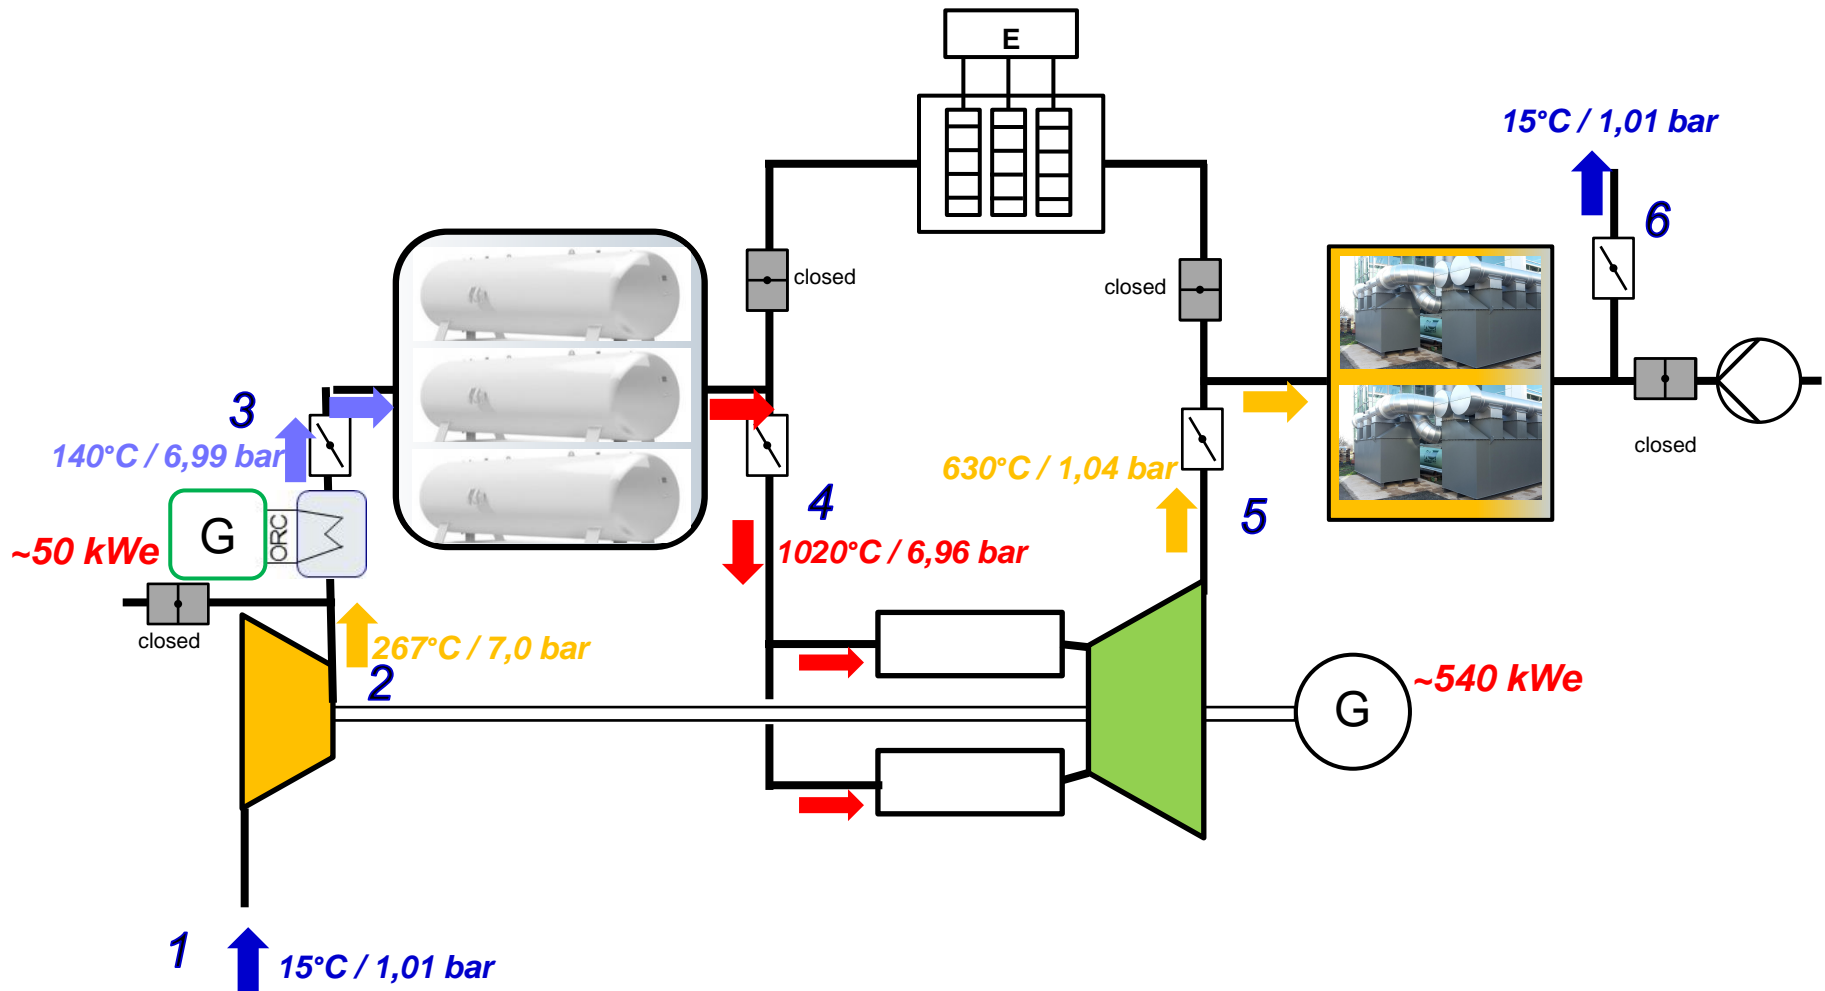 E
15°C / 1,01 bar
6
closed
closed
3
140°C / 6,99 bar
630°C / 1,04 bar
closed
4
5
G
ORC
~50 kWe
1020°C / 6,96 bar
closed
267°C / 7,0 bar
2
~540 kWe
G
1
15°C / 1,01 bar